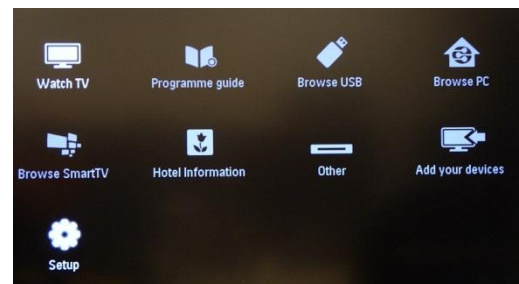 Watch TV
Programme guide
Browse USB
Browse PC
Browse SmartTV
Hotel Information
Other
Add your devices
Setup